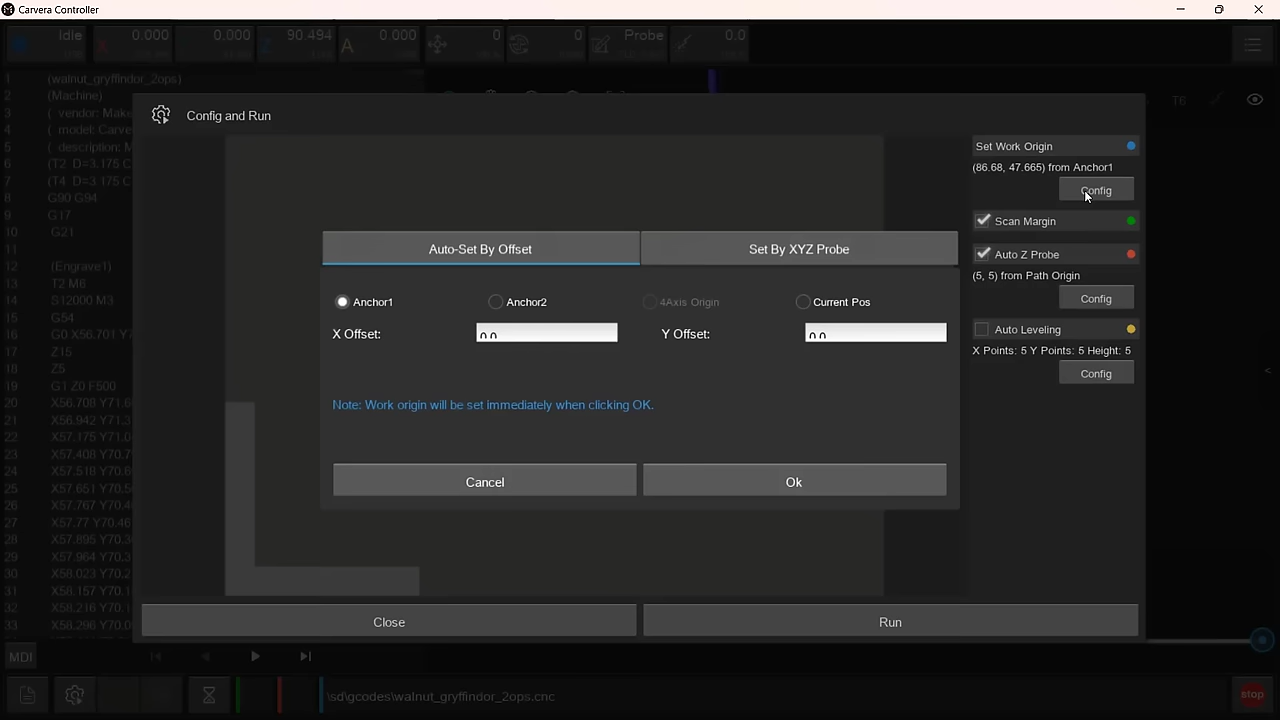 Carvera Controller
Idle
0.000
0.000
90.494
A 0.000
0
0
Probe
0.0
1 (walnut_gryffindor_2ops)
2 (Machine)
3 ( vendor: Make
4 ( model: Carve
5 ( description: M
6 (T2 D=3.175 C
7 (T4 D=3.175 C
8 G90 G94
9 G17
10 G21
11
12 (Engrave1)
13 T2 M6
14 S12000 M3
15 G54
16 G0 X56.701 Y7
17 Z15
18 Z5
19 G1 Z0 F500
20 X56.708 Y71.6
21 X56.942 Y71.3
22 X57.175 Y71.0
23 X57.408 Y70.7
24 X57.518 Y70.6
25 X57.651 Y70.5
26 X57.767 Y70.4
27 X57.77 Y70.46
28 X57.895 Y70.3
29 X57.964 Y70.3
30 X58.023 Y70.2
31 X58.157 Y70.1
32 X58.216 Y70.1
33 X58.296 Y70.0
T6
Config and Run
Auto-Set By Offset
Set By XYZ Probe
Anchor1
Anchor2
4Axis Origin
Current Pos
X Offset:
0.0
Y Offset:
0.0
Note: Work origin will be set immediately when clicking OK.
Cancel
Ok
Set Work Origin
(86.68, 47.665) from Anchor1
Config
Scan Margin
Auto Z Probe
(5, 5) from Path Origin
Config
Auto Leveling
X Points: 5 Y Points: 5 Height: 5
Config
<
Close
Run
MDI
\sd\gcodes\walnut_gryffindor_2ops.cnc
stop